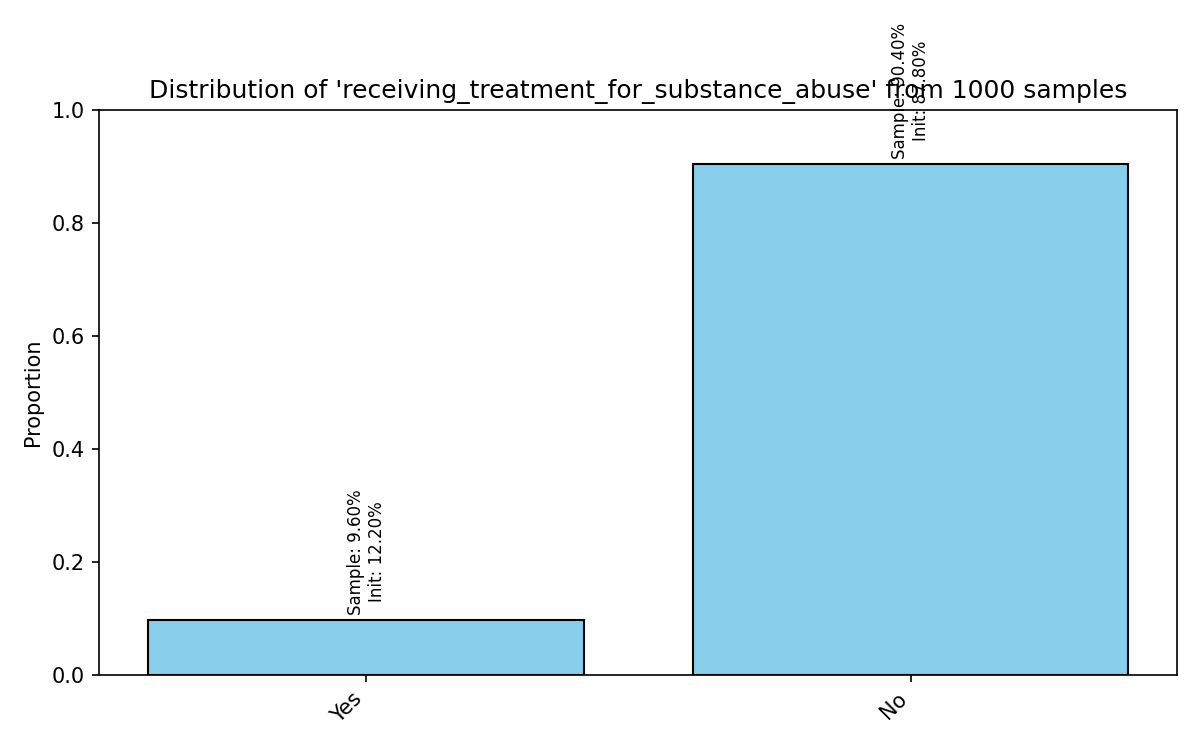 Distribution of 'receiving_treatment_for_substance_abuse' from 1000 samples
Sample: 90.40%
Init: 87.80%
1.0
0.8
0.6
0.4
0.2
0.0
Proportion
Sample: 9.60%
Init: 12.20%
Yes
No